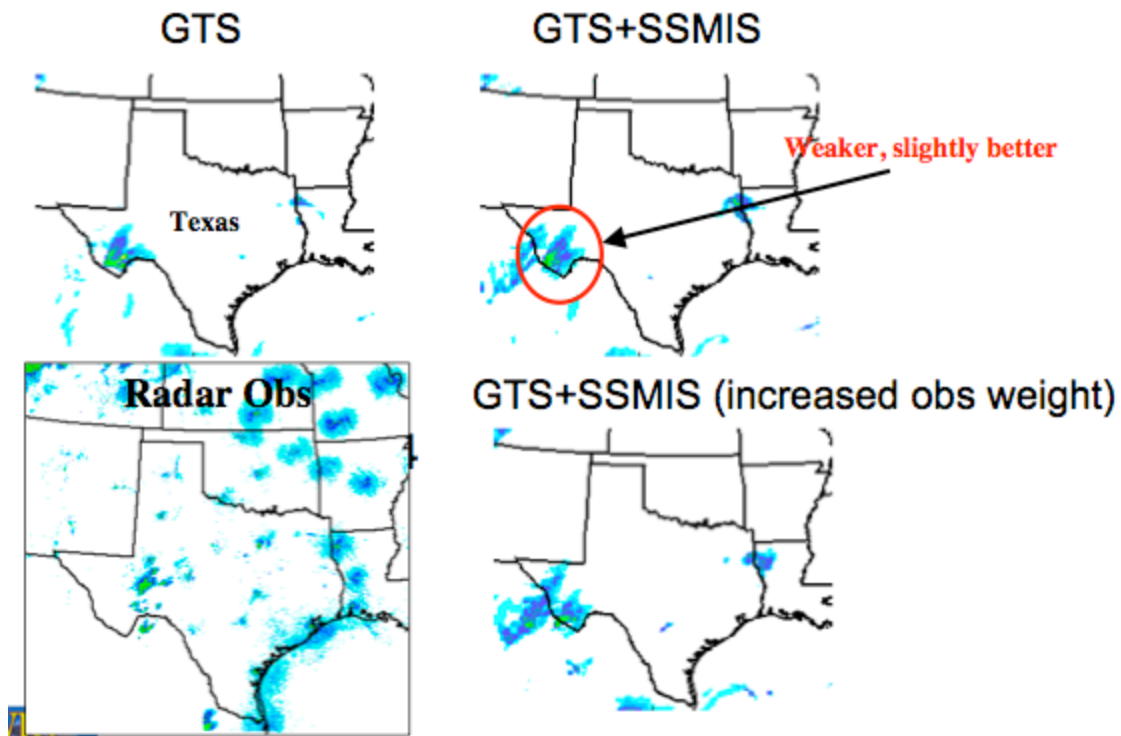 GTS
GTS+SSMIS
Weaker, slightly better
Texas
Radar Obs
GTS+SSMIS (increased obs weight)